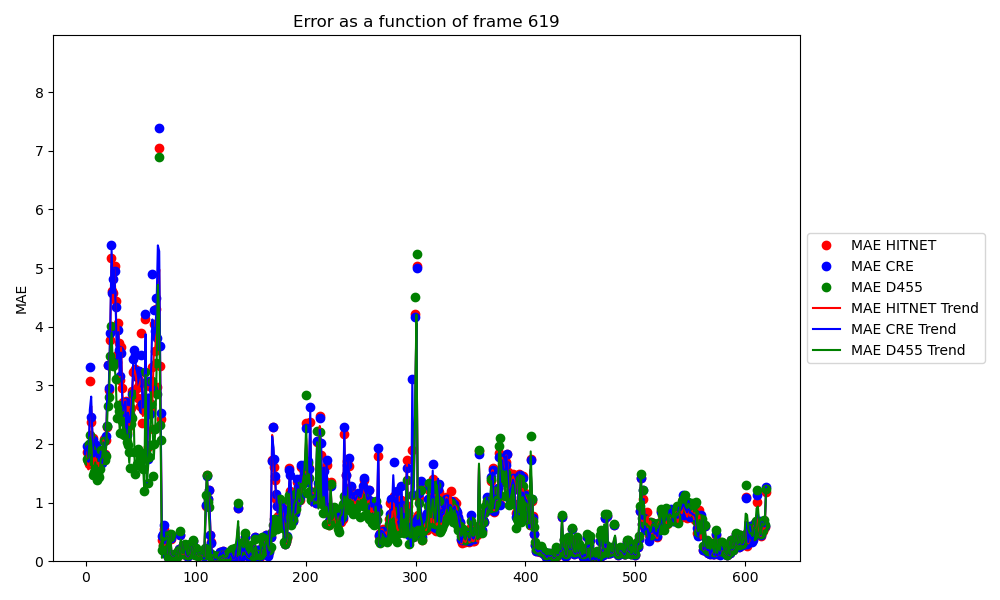 Error as a function of frame 619
MAE
8
7
6
5
4
3
2
1
0
0 100 200 300 400 500 600
MAE HITNET
MAE CRE
MAE D455
MAE HITNET Trend
MAE CRE Trend
MAE D455 Trend